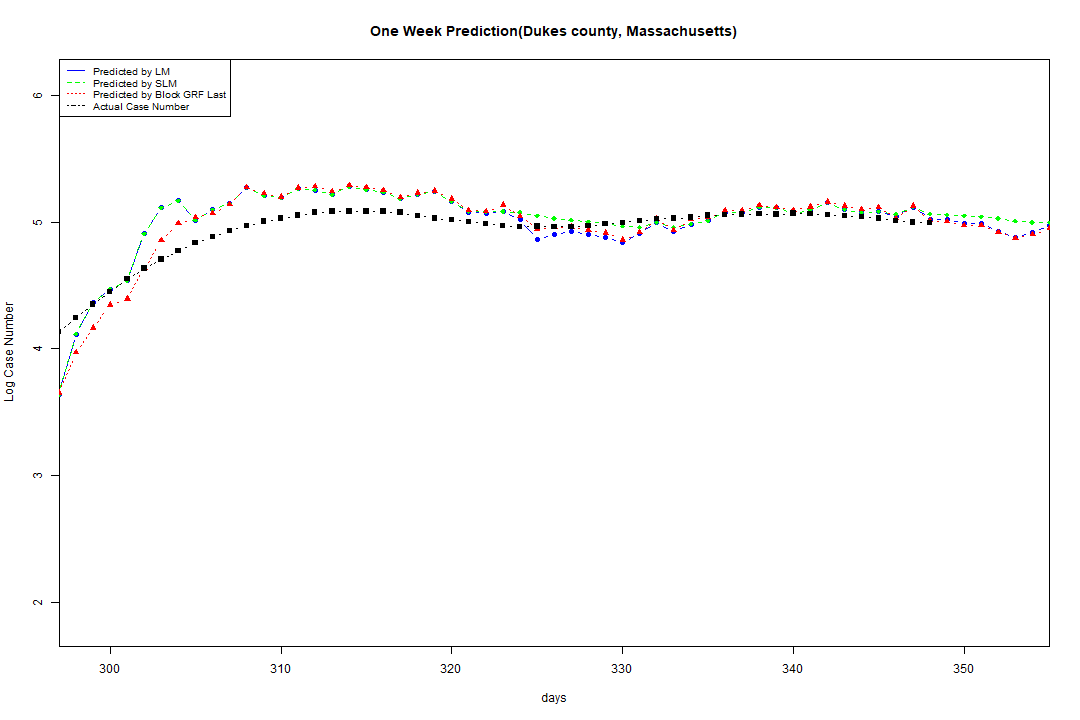 One Week Prediction(Dukes county, Massachusetts)
Predicted by LM
Predicted by SLM
Predicted by Block GRF Last
Actual Case Number
6
5
4
3
2
Log Case Number
300 310 320 330 340 350
days